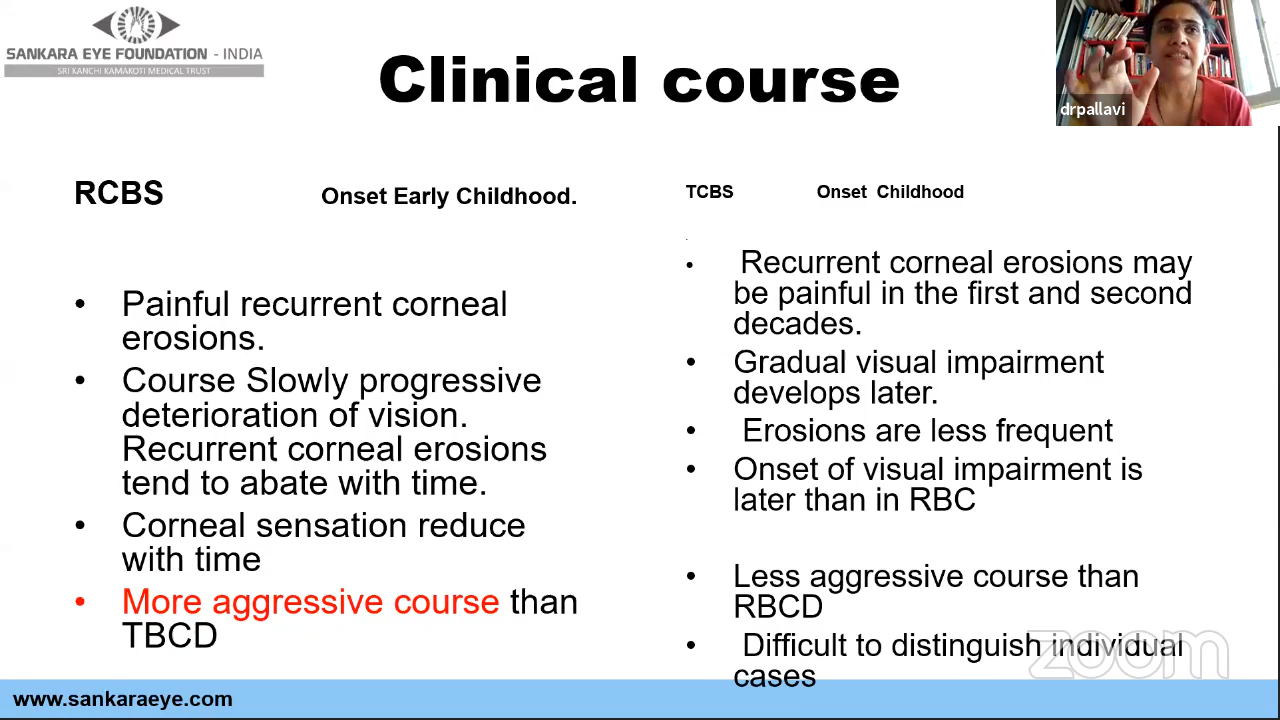 SANKARA EYE FOUNDATION - INDIA
SRI KANCHI KAMAKOTI MEDICAL TRUST
Clinical course
drpallavi
RCBS Onset Early Childhood.
• Painful recurrent corneal
erosions.
• Course Slowly progressive
deterioration of vision.
Recurrent corneal erosions
tend to abate with time.
• Corneal sensation reduce
with time
• More aggressive course than
TBCD
TCBS Onset Childhood
• Recurrent corneal erosions may
be painful in the first and second
decades.
• Gradual visual impairment
develops later.
• Erosions are less frequent
• Onset of visual impairment is
later than in RBC
• Less aggressive course than
RBCD
• Difficult to distinguish individual
cases
zoom
www.sankaraeye.com